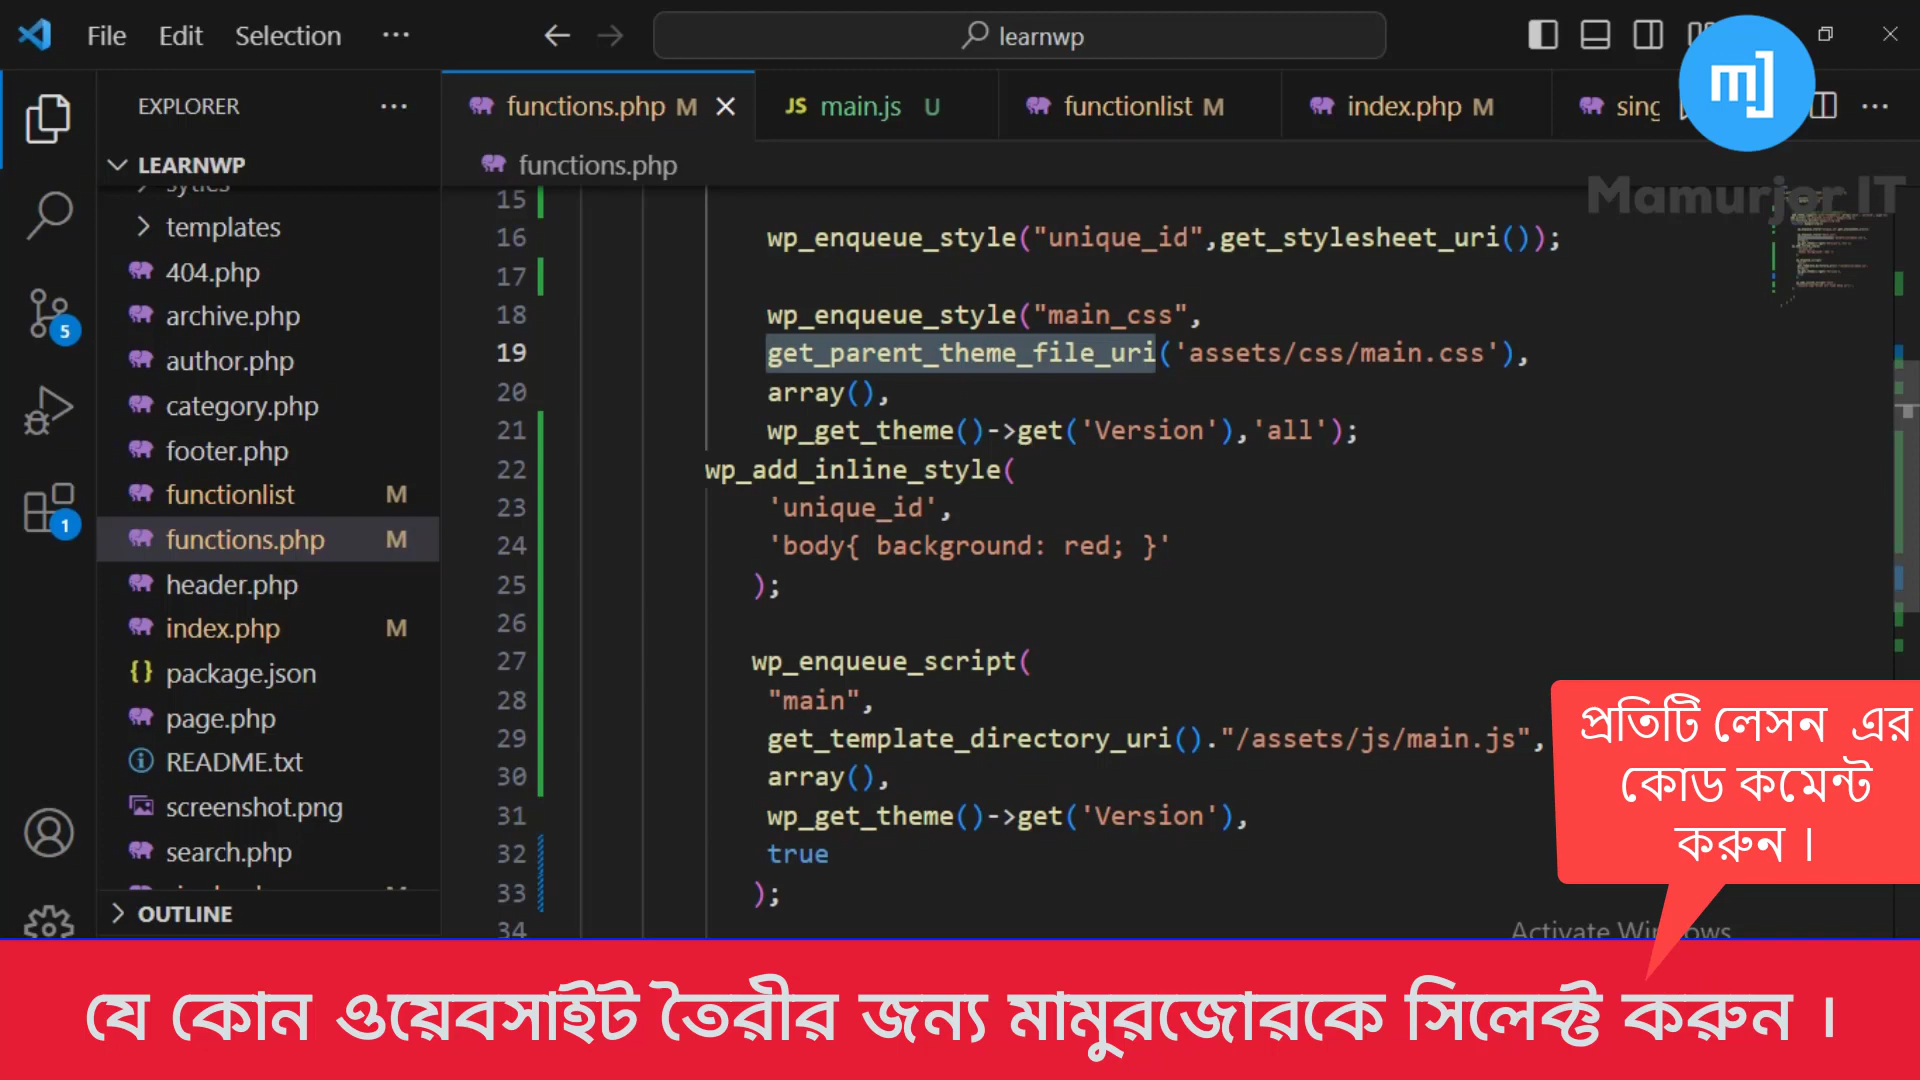 File Edit Selection ... learnwp
EXPLORER ...
functions.php M
JS main.js U
functionlist M
index.php M
sing
...
m]
LEARNWP
functions.php
Mamurjor IT
templates
404.php
archive.php
author.php
category.php
footer.php
functionlist M
functions.php M
header.php
index.php M
{} package.json
page.php
README.txt
screenshot.png
search.php
OUTLINE
5
1
15
16 wp_enqueue_style("unique_id",get_stylesheet_uri());
17
18 wp_enqueue_style("main_css",
19 get_parent_theme_file_uri('assets/css/main.css'),
20 array(),
21 wp_get_theme()->get('Version'),'all');
22 wp_add_inline_style(
23 'unique_id',
24 'body{ background: red; }'
25 );
26
27 wp_enqueue_script(
28 "main",
29 get_template_directory_uri()."/assets/js/main.js",
30 array(),
31 wp_get_theme()->get('Version'),
32 true
33 );
34
প্রতিটি লেসন এর
কোড কমেন্ট
করুন ।
Activate Windows
যে কোন ওয়েবসাইট তৈরীর জন্য মামুরজোরকে সিলেক্ট করুন ।